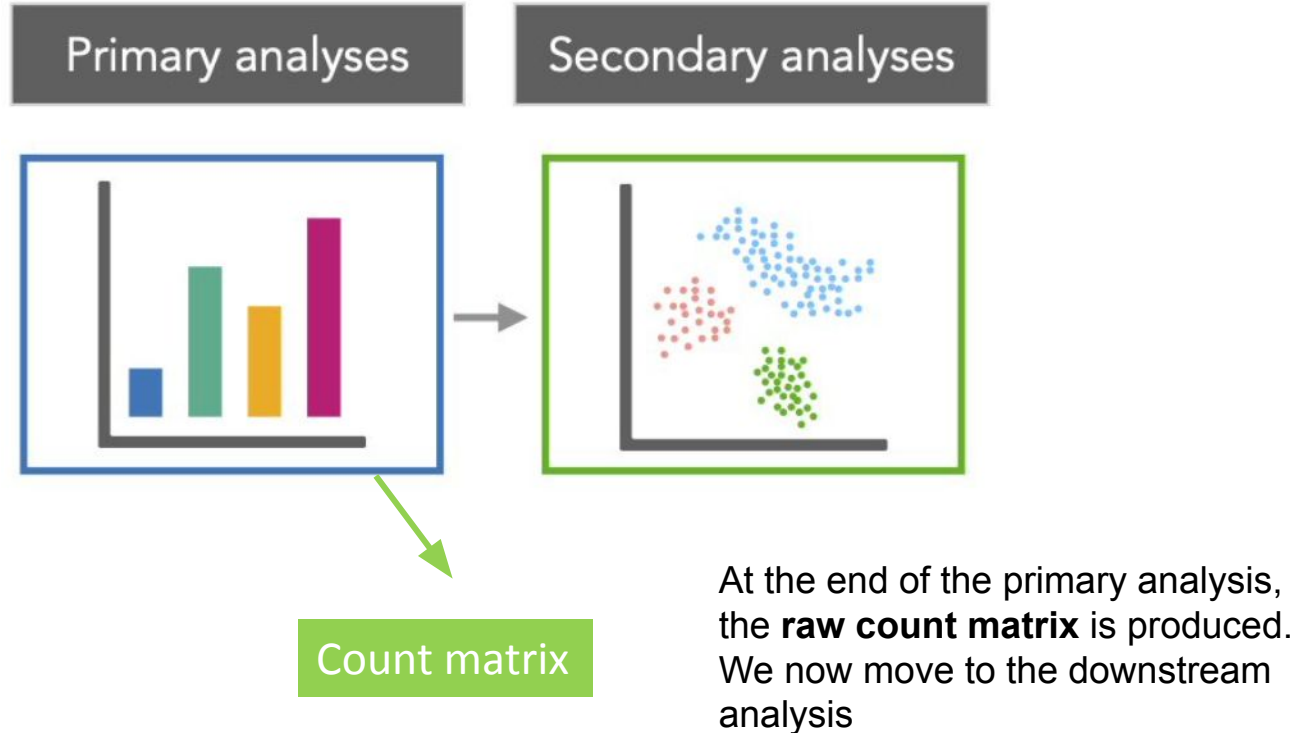 Primary analyses
Secondary analyses
Count matrix
At the end of the primary analysis,
the raw count matrix is produced.
We now move to the downstream
analysis